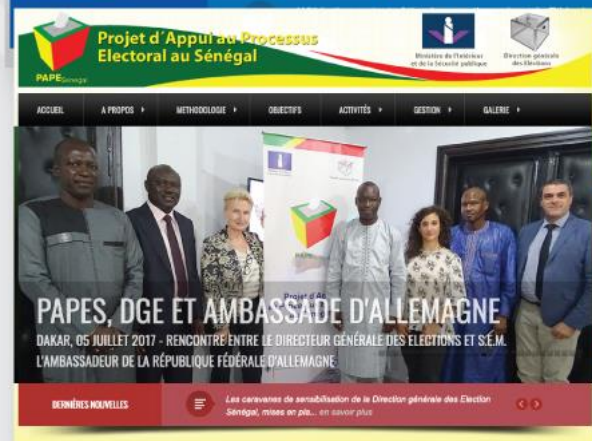 Projet d´Appui au Processus
Electoral au Sénégal
PAPESenegal
Ministère de l'Intérieur
et de la Sécurité publique
Direction générale
des Elections
ACCUEIL A PROPOS METHODOLOGIE OBJECTIFS ACTIVITÉS GESTION GALERIE
PAPE
Projet d'Ap
PAPES, DGE ET AMBASSADE D'ALLEMAGNE
DAKAR, 05 JUILLET 2017 - RENCONTRE ENTRE LE DIRECTEUR GÉNÉRALE DES ELECTIONS ET S.E.M.
L'AMBASSADEUR DE LA RÉPUBLIQUE FÉDÉRALE D'ALLEMAGNE
DERNIÈRES NOUVELLES
Les caravanes de sensibilisation de la Direction générale des Election
Sénégal, mises en pla... en savoir plus